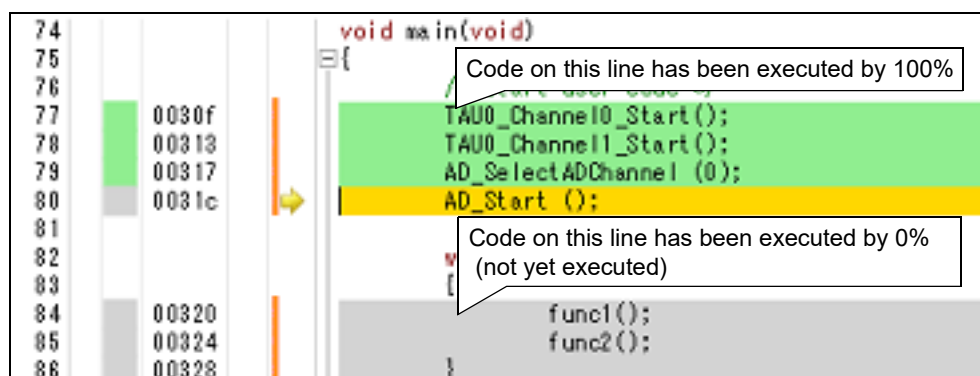 74 void main(void)
75 {
Code on this line has been executed by 100%
76 /
77 0030f TAU0_Channel0_Start();
78 00313 TAU0_Channel1_Start();
79 00317 AD_SelectADChannel (0);
80 0031c AD_Start ();
81
Code on this line has been executed by 0%
(not yet executed)
82
83 {
84 00320 func1();
85 00324 func2();
86 00328 }